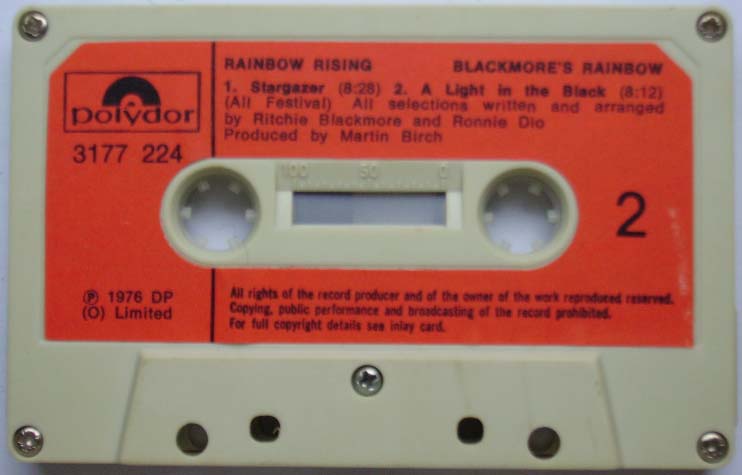 RAINBOW RISING BLACKMORE'S RAINBOW
1. Stargazer (8:28) 2. A Light in the Black (8:12)
(All Festival) All selections written and arranged
by Ritchie Blackmore and Ronnie Dio
Produced by Martin Birch
polydor
3177 224
100 50 0
2
℗ 1976 DP
(O) Limited
All rights of the record producer and of the owner of the work reproduced reserved.
Copying, public performance and broadcasting of the record prohibited.
For full copyright details see inlay card.